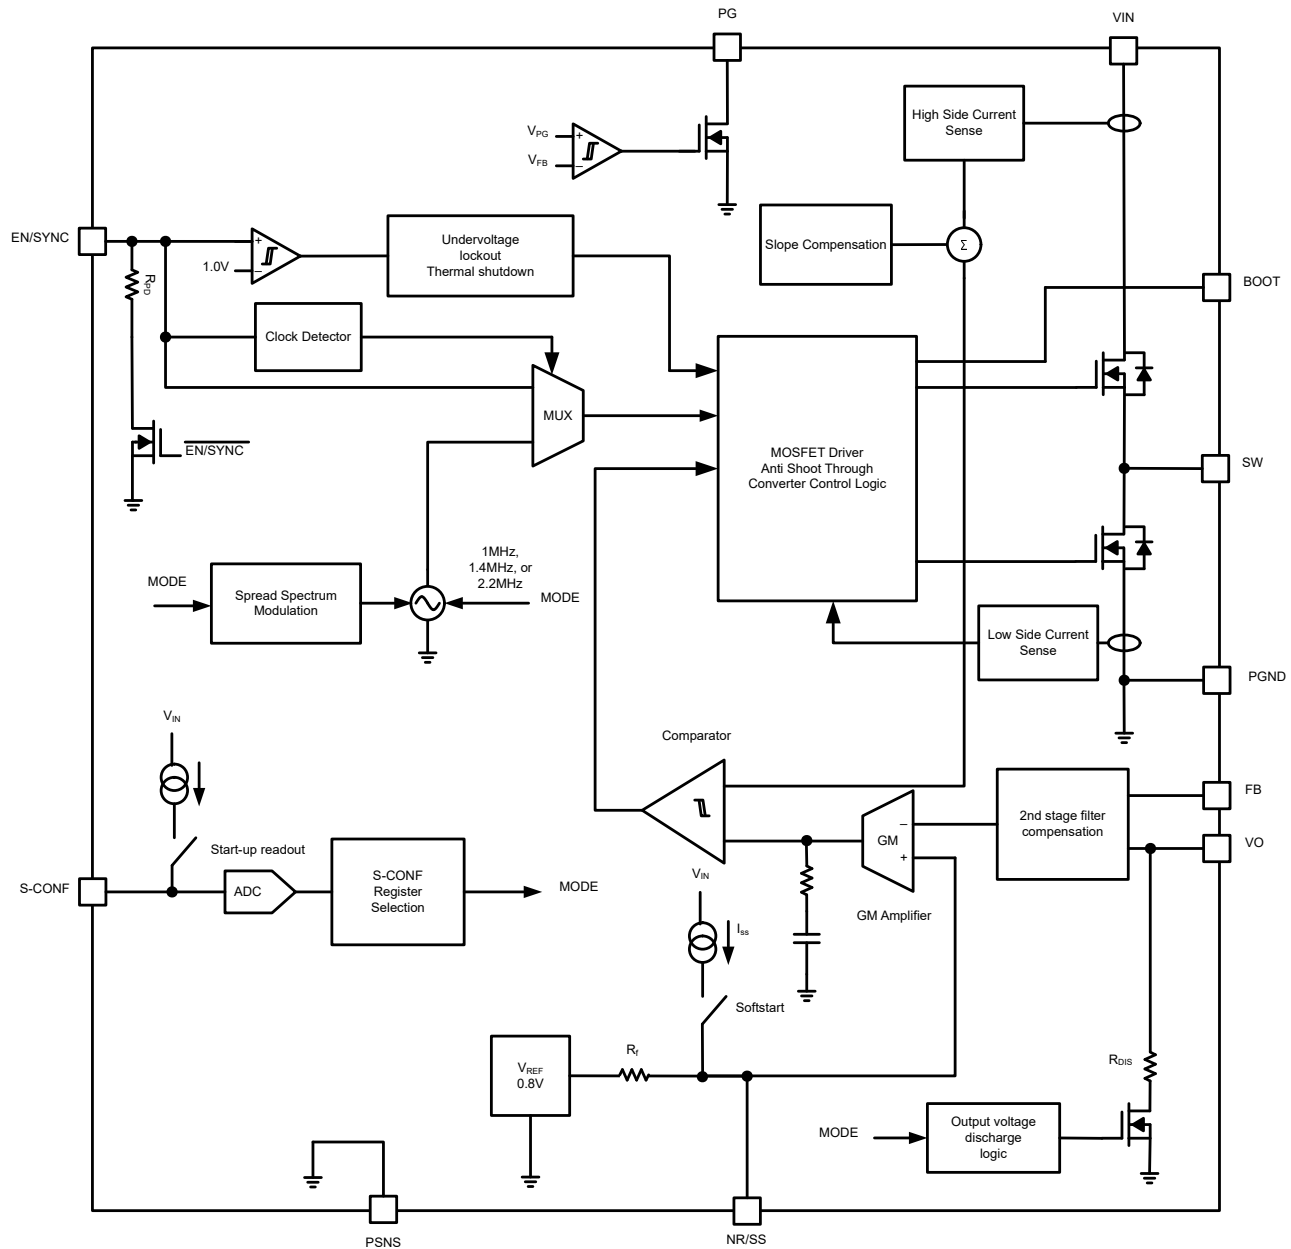 PG
VIN
High Side Current
Sense
VPG
+
VFB
–
EN/SYNC
+
1.0V
–
Undervoltage
lockout
Thermal shutdown
Slope Compensation
Σ
RPD
BOOT
Clock Detector
MUX
EN/SYNC
MOSFET Driver
Anti Shoot Through
Converter Control Logic
SW
1MHz,
1.4MHz, or
2.2MHz
MODE
Spread Spectrum
Modulation
MODE
Low Side Current
Sense
PGND
VIN
Comparator
FB
2nd stage filter
compensation
–
GM
+
VO
Start-up readout
S-CONF
ADC
S-CONF
Register
Selection
MODE
VIN
GM Amplifier
Iss
Softstart
VREF
0.8V
Rf
RDIS
MODE
Output voltage
discharge
logic
PSNS
NR/SS